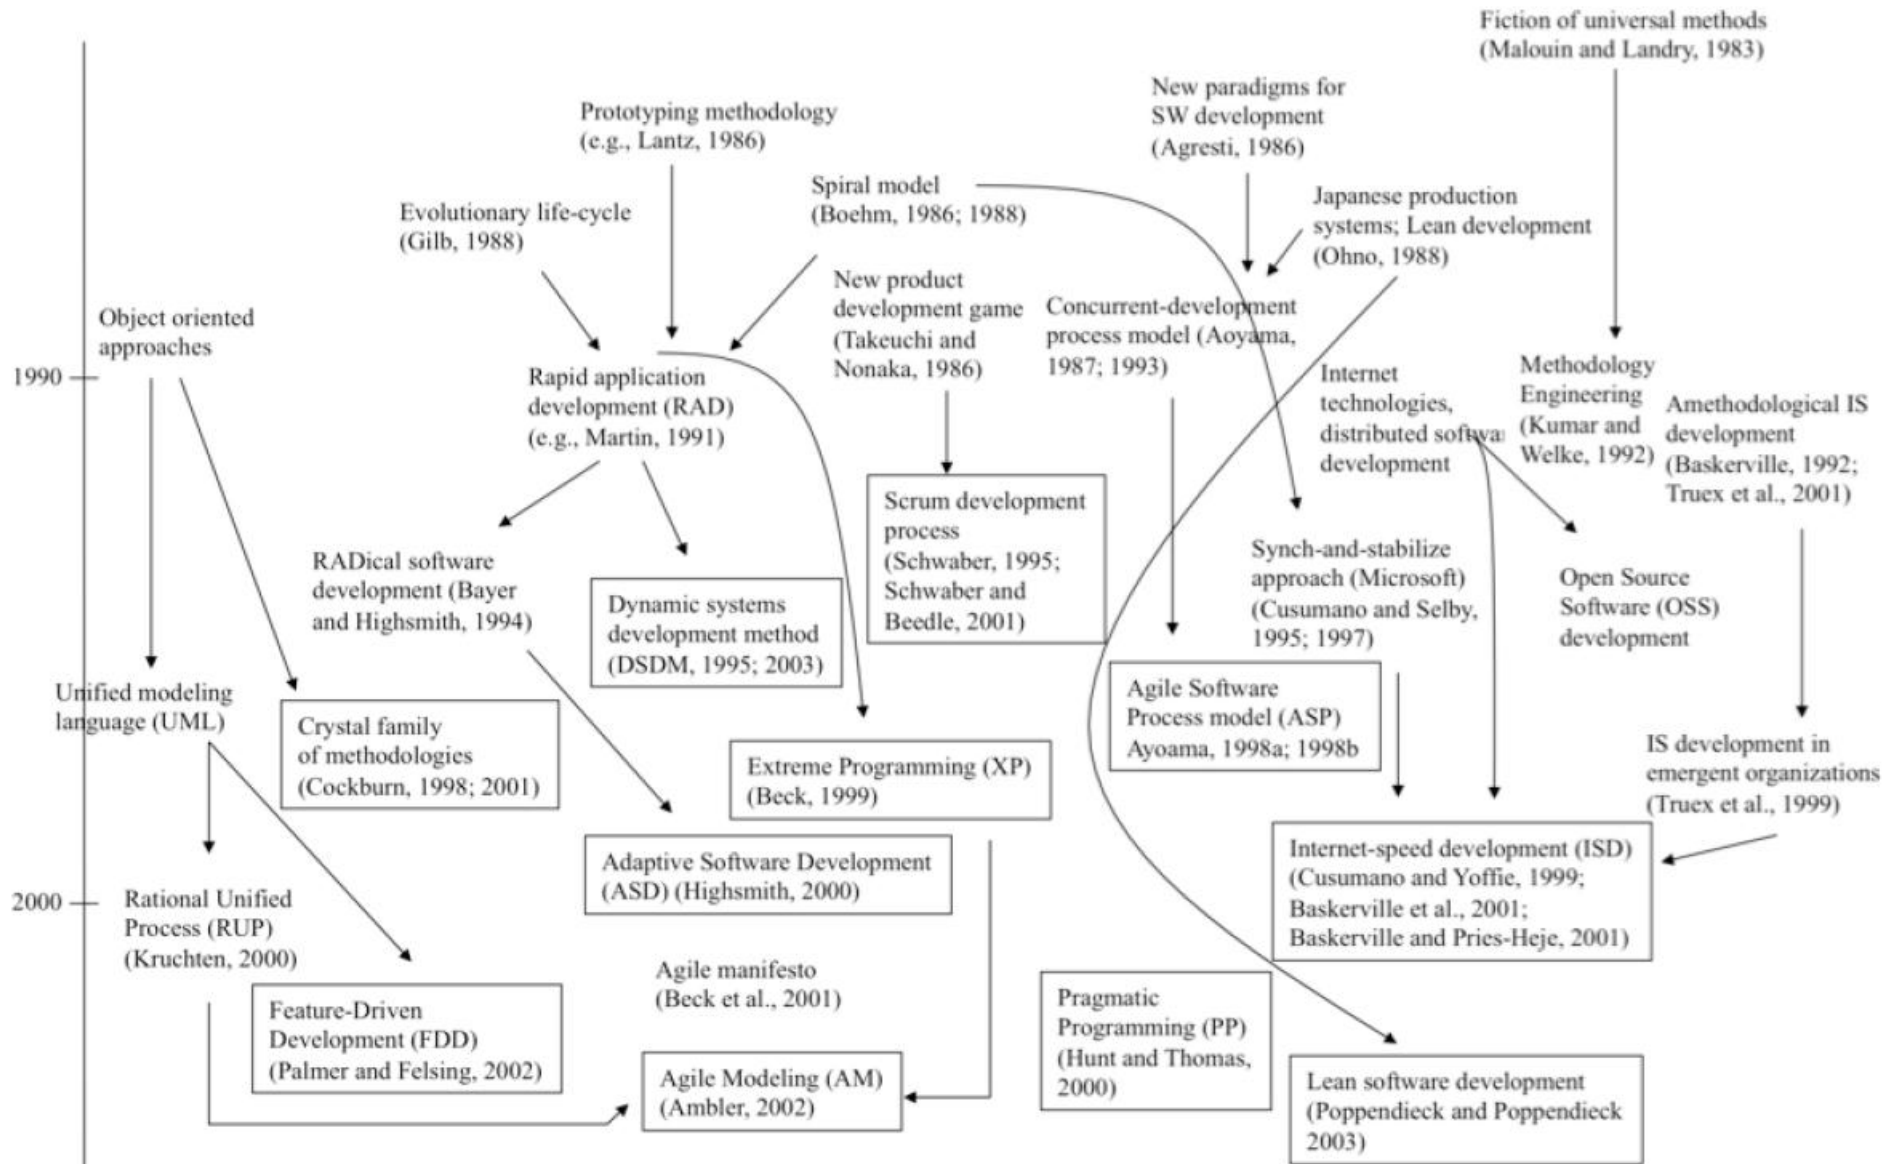 Fiction of universal methods
(Malouin and Landry, 1983)
New paradigms for
SW development
(Agresti, 1986)
Prototyping methodology
(e.g., Lantz, 1986)
Spiral model
(Boehm, 1986; 1988)
Japanese production
systems; Lean development
(Ohno, 1988)
Evolutionary life-cycle
(Gilb, 1988)
New product
development game
(Takeuchi and
Nonaka, 1986)
Concurrent-development
process model (Aoyama,
1987; 1993)
Object oriented
approaches
1990
Rapid application
development (RAD)
(e.g., Martin, 1991)
Internet
technologies,
distributed softwa
development
Methodology
Engineering
(Kumar and
Welke, 1992)
Amethodological IS
development
(Baskerville, 1992;
Truex et al., 2001)
Scrum development
process
(Schwaber, 1995;
Schwaber and
Beedle, 2001)
RADical software
development (Bayer
and Highsmith, 1994)
Dynamic systems
development method
(DSDM, 1995; 2003)
Synch-and-stabilize
approach (Microsoft)
(Cusumano and Selby,
1995; 1997)
Open Source
Software (OSS)
development
Unified modeling
language (UML)
Crystal family
of methodologies
(Cockburn, 1998; 2001)
Agile Software
Process model (ASP)
Ayoama, 1998a; 1998b
Extreme Programming (XP)
(Beck, 1999)
IS development in
emergent organizations
(Truex et al., 1999)
Adaptive Software Development
(ASD) (Highsmith, 2000)
Internet-speed development (ISD)
(Cusumano and Yoffie, 1999;
Baskerville et al., 2001;
Baskerville and Pries-Heje, 2001)
2000
Rational Unified
Process (RUP)
(Kruchten, 2000)
Agile manifesto
(Beck et al., 2001)
Feature-Driven
Development (FDD)
(Palmer and Felsing, 2002)
Pragmatic
Programming (PP)
(Hunt and Thomas,
2000)
Agile Modeling (AM)
(Ambler, 2002)
Lean software development
(Poppendieck and Poppendieck
2003)